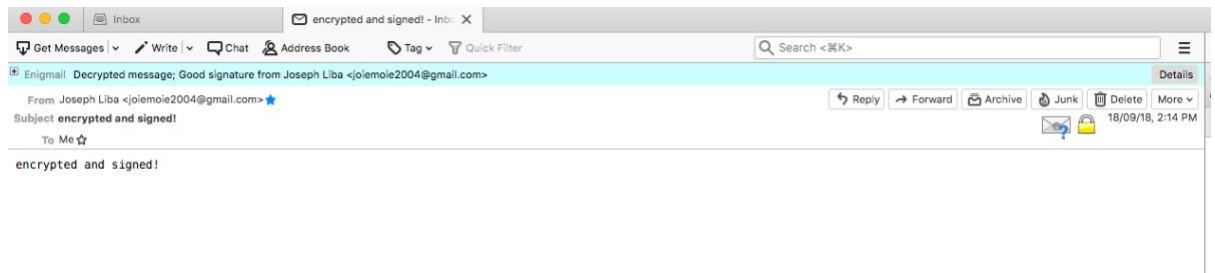 Inbox encrypted and signed! - Inbo
Get Messages Write Chat Address Book Tag Quick Filter Search <⌘K>
Enigmail Decrypted message; Good signature from Joseph Liba <joiemoie2004@gmail.com> Details
From Joseph Liba <joiemoie2004@gmail.com> Reply Forward Archive Junk Delete More
Subject encrypted and signed! 18/09/18, 2:14 PM
To Me
encrypted and signed!